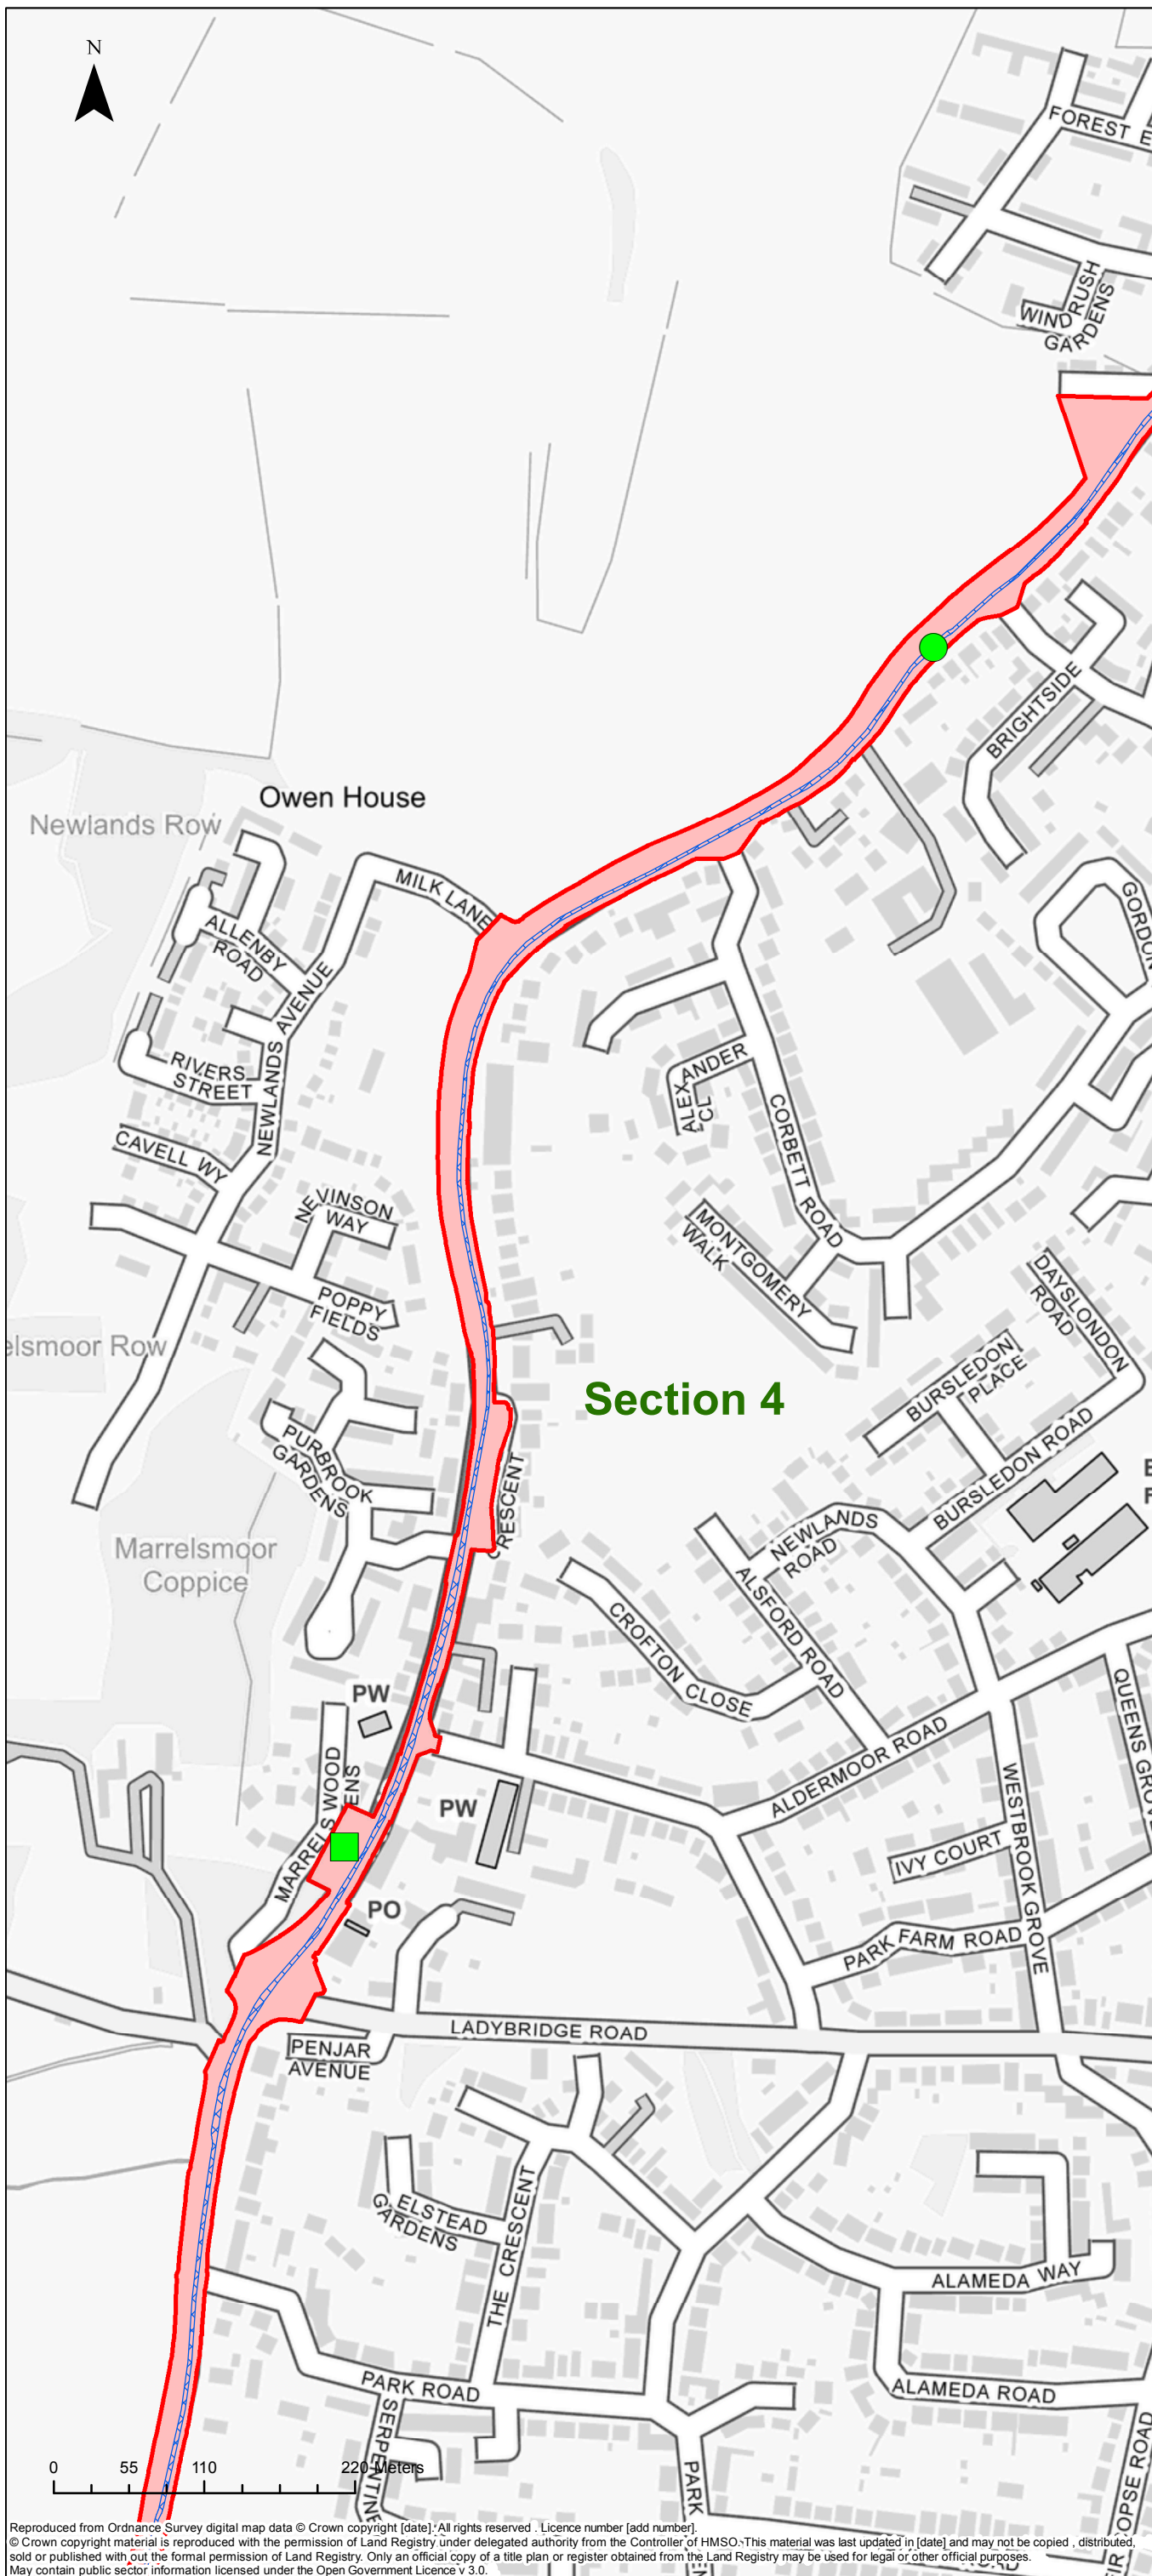 N
FOREST E
WINDRUSH
GARDENS
BRIGHTSIDE
Owen House
Newlands Row
MILK LANE
ALLENBY
ROAD
GORDON
NEWLANDS AVENUE
RIVERS
STREET
ALEXANDER
CL
CAVELL WY
CORBETT ROAD
NEVINSON
WAY
MONTGOMERY
WALK
POPPY
FIELDS
DAYSLONDON
ROAD
elsmoor Row
Section 4
BURSLEDON
PLACE
BURSLEDON ROAD
PURBROOK
GARDENS
CRESCENT
E
F
Marrelsmoor
Coppice
NEWLANDS
ROAD
ALSFORD ROAD
CROFTON CLOSE
QUEENS GROVE
PW
MARRELS WOOD
ENS
PW
ALDERMOOR ROAD
WESTBROOK GROVE
IVY COURT
PO
PARK FARM ROAD
LADYBRIDGE ROAD
PENJAR
AVENUE
ELSTEAD
GARDENS
THE CRESCENT
ALAMEDA WAY
PARK ROAD
ALAMEDA ROAD
SERPENTINE
PARK
OPSE ROAD
0 55 110 220 Meters
Reproduced from Ordnance Survey digital map data © Crown copyright [date]. All rights reserved . Licence number [add number].
© Crown copyright material is reproduced with the permission of Land Registry under delegated authority from the Controller of HMSO. This material was last updated in [date] and may not be copied , distributed,
sold or published with out the formal permission of Land Registry. Only an official copy of a title plan or register obtained from the Land Registry may be used for legal or other official purposes.
May contain public sector information licensed under the Open Government Licence v 3.0.